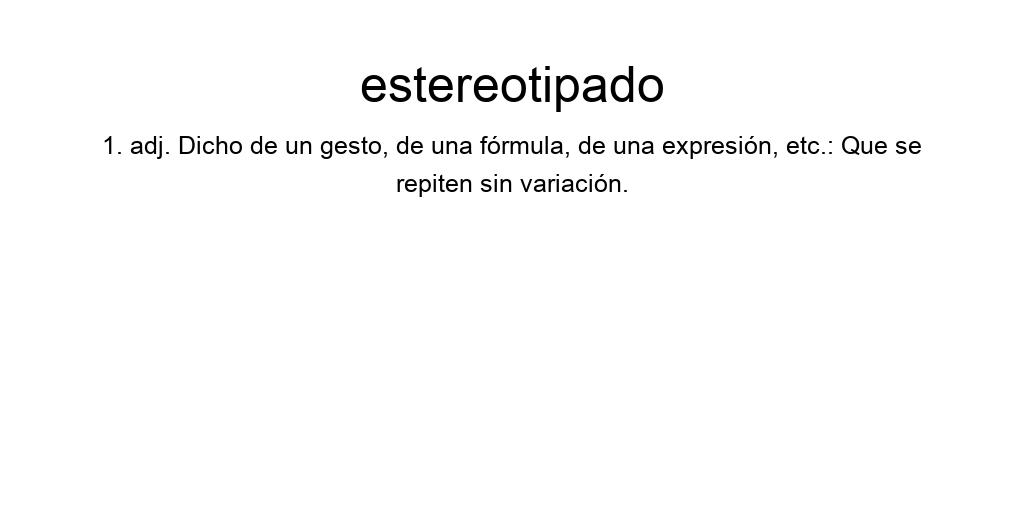 estereotipado
1. adj. Dicho de un gesto, de una fórmula, de una expresión, etc.: Que se
repiten sin variación.